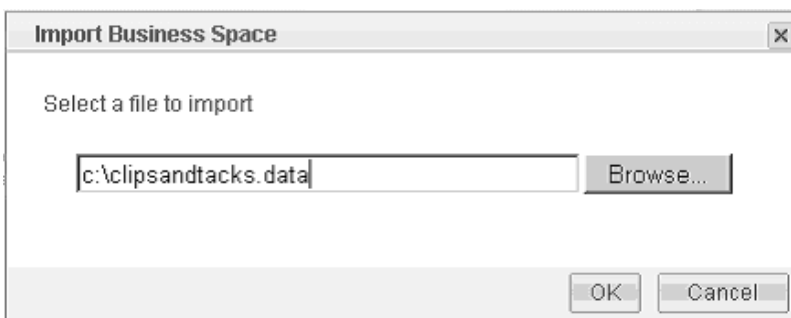 Import Business Space
Select a file to import
c:\clipsandtacks.data
Browse...
OK
Cancel